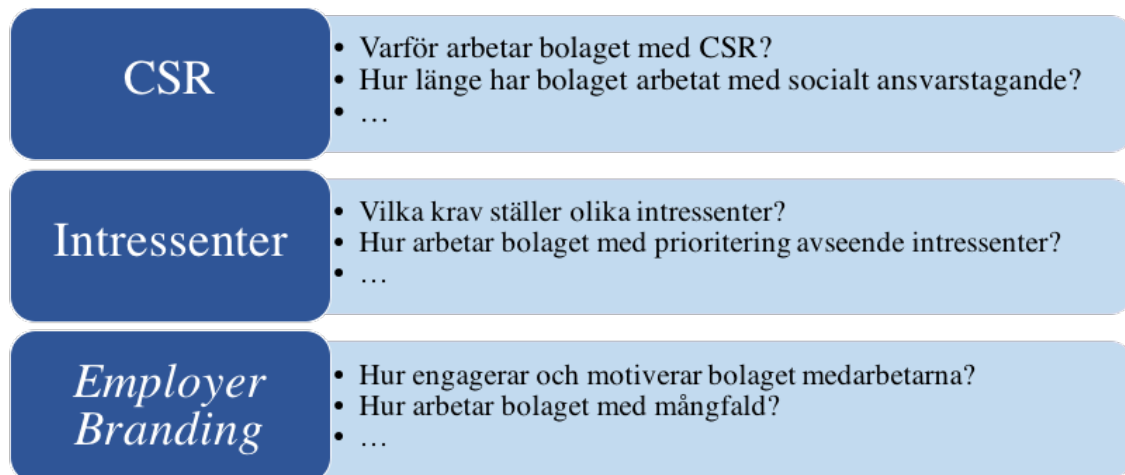 CSR
• Varför arbetar bolaget med CSR?
• Hur länge har bolaget arbetat med socialt ansvarstagande?
• …
Intressenter
• Vilka krav ställer olika intressenter?
• Hur arbetar bolaget med prioritering avseende intressenter?
• …
Employer
Branding
• Hur engagerar och motiverar bolaget medarbetarna?
• Hur arbetar bolaget med mångfald?
• …